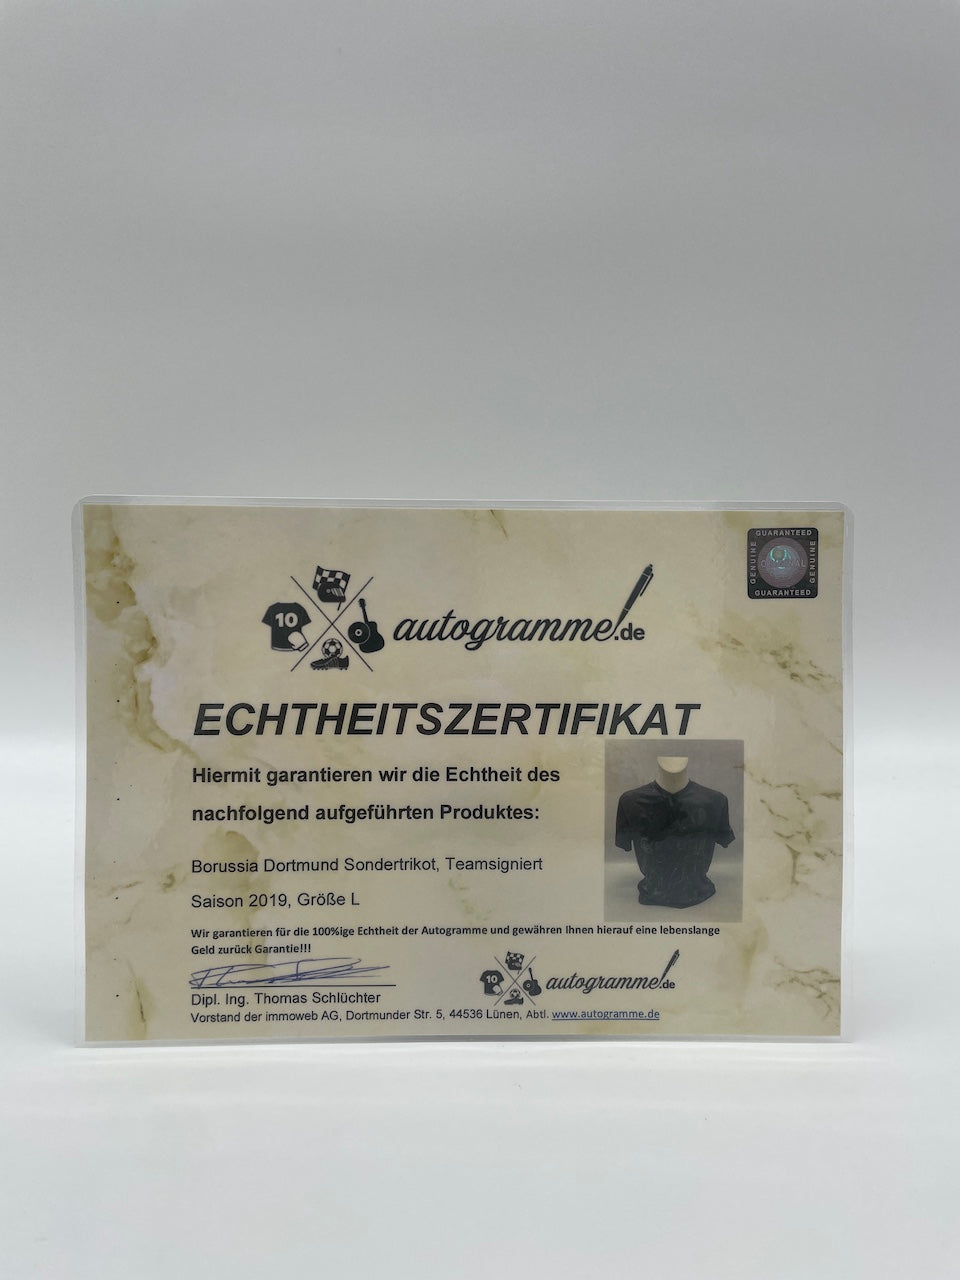 GUARANTEED
GENUINE
ORIGINAL
GENUINE
GUARANTEED
10
autogramme.de
ECHTHEITSZERTIFIKAT
Hiermit garantieren wir die Echtheit des
nachfolgend aufgeführten Produktes:
Borussia Dortmund Sondertrikot, Teamsigniert
Saison 2019, Größe L
Wir garantieren für die 100%ige Echtheit der Autogramme und gewähren Ihnen hierauf eine lebenslange
Geld zurück Garantie!!!
10
autogramme.de
Dipl. Ing. Thomas Schlüchter
Vorstand der immoweb AG, Dortmunder Str. 5, 44536 Lünen, Abtl. www.autogramme.de